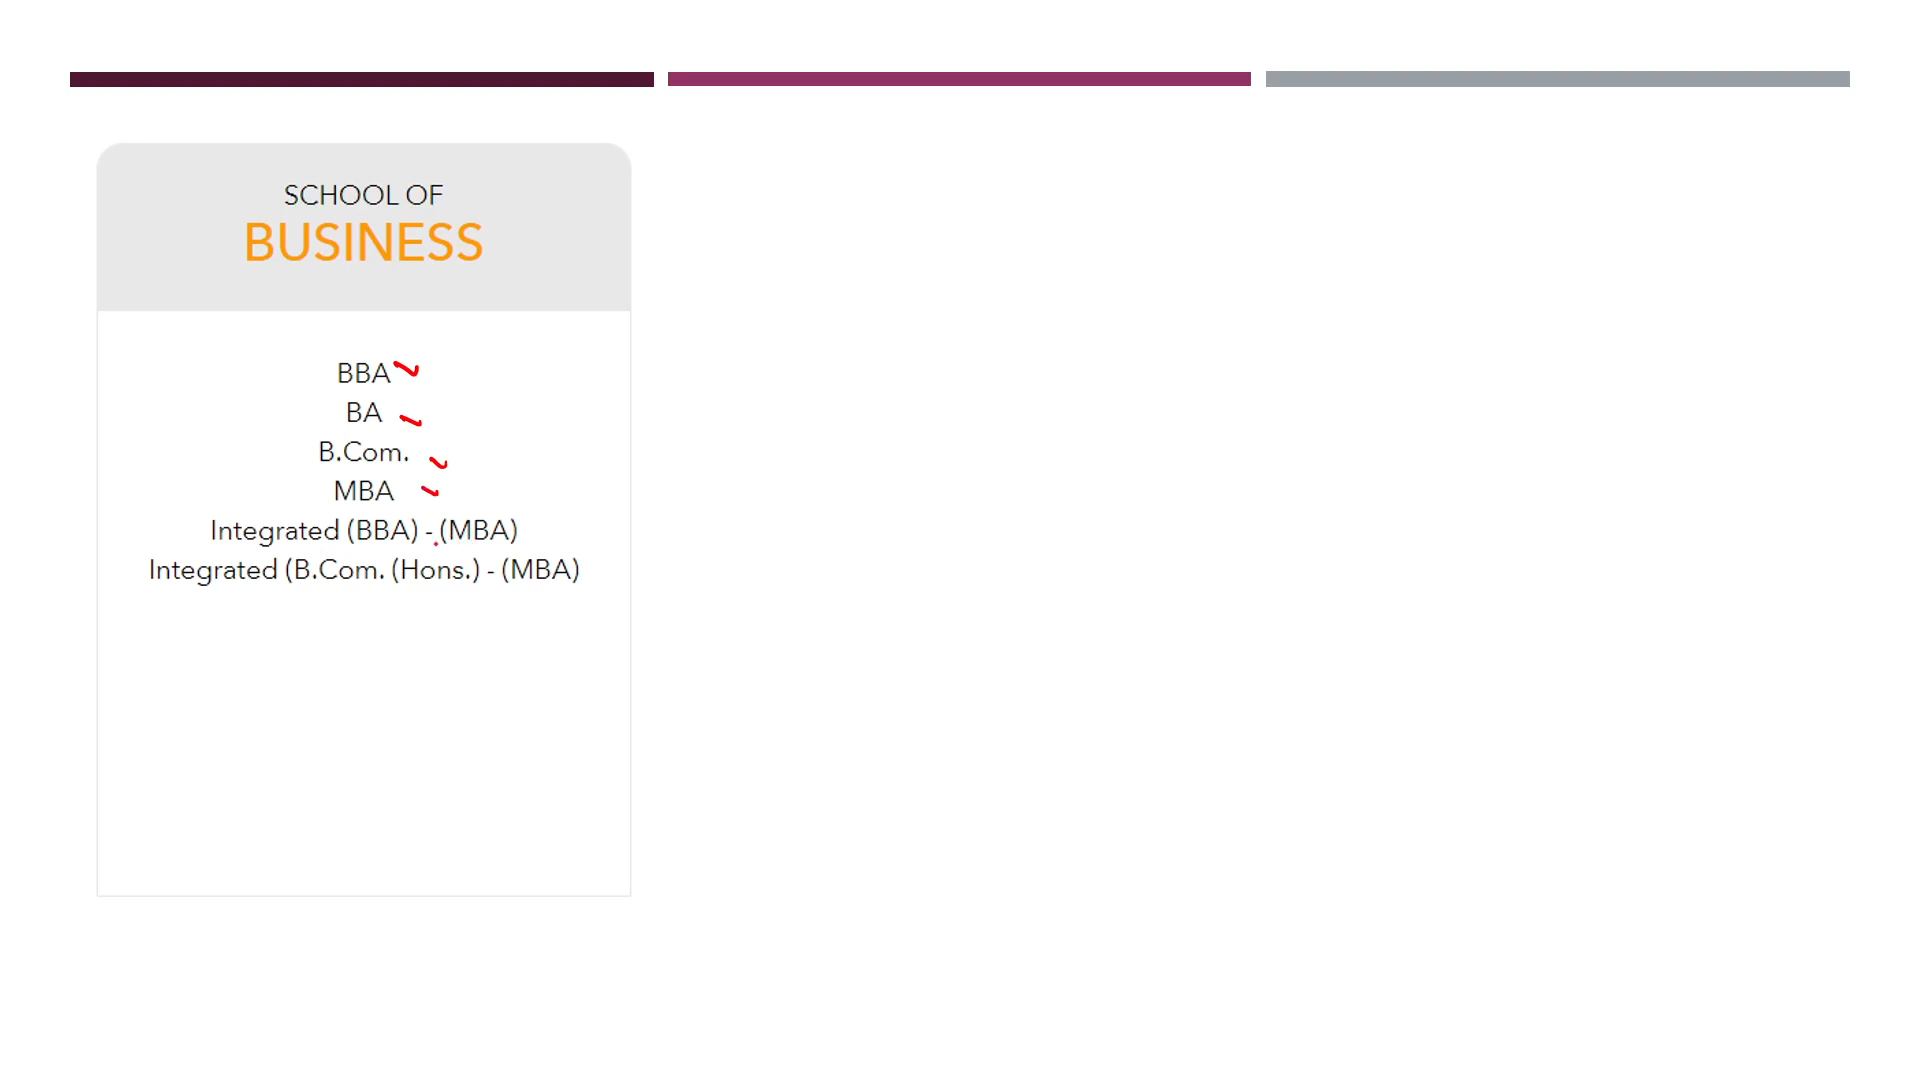 SCHOOL OF
BUSINESS
BBA
BA
B.Com.
MBA
Integrated (BBA) - (MBA)
Integrated (B.Com. (Hons.) - (MBA)